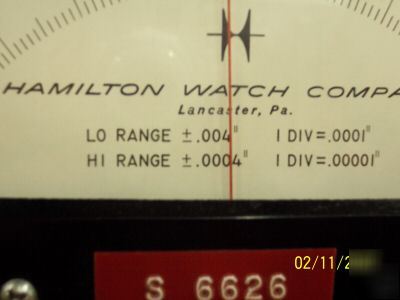 HAMILTON WATCH
Lancaster, Pa.
LO RANGE ±.004" 1 DIV=.0001"
HI RANGE ±.0004" 1 DIV=.00001"
02/11/2
S 6626